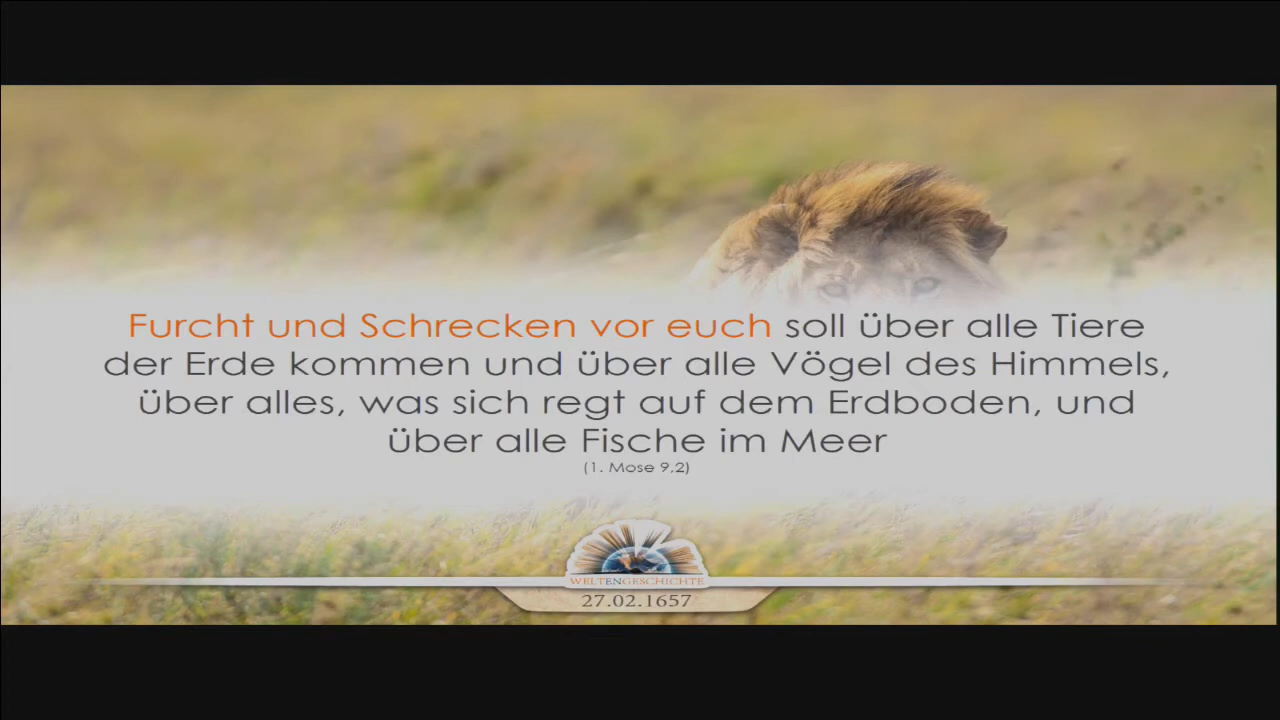 Furcht und Schrecken vor euch soll über alle Tiere
der Erde kommen und über alle Vögel des Himmels,
über alles, was sich regt auf dem Erdboden, und
über alle Fische im Meer
(1. Mose 9,2)
WELTENGESCHICHTE
27.02.1657